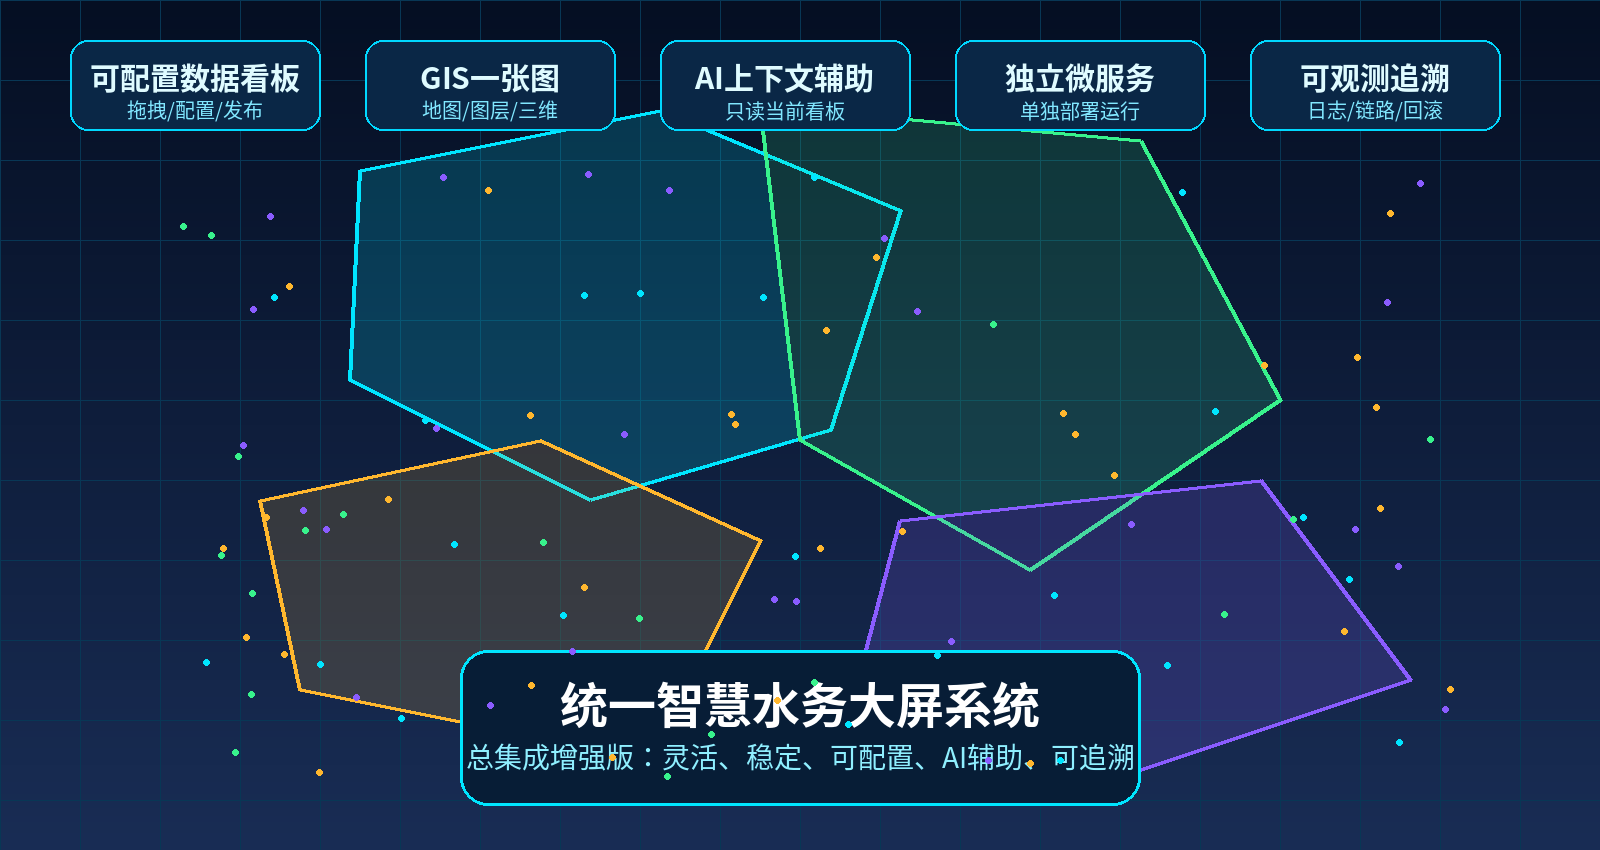 可配置数据看板
拖拽/配置/发布
GIS一张图
地图/图层/三维
AI上下文辅助
只读当前看板
独立微服务
单独部署运行
可观测追溯
日志/链路/回滚
统一智慧水务大屏系统
总集成增强版：灵活、稳定、可配置、AI辅助、可追溯